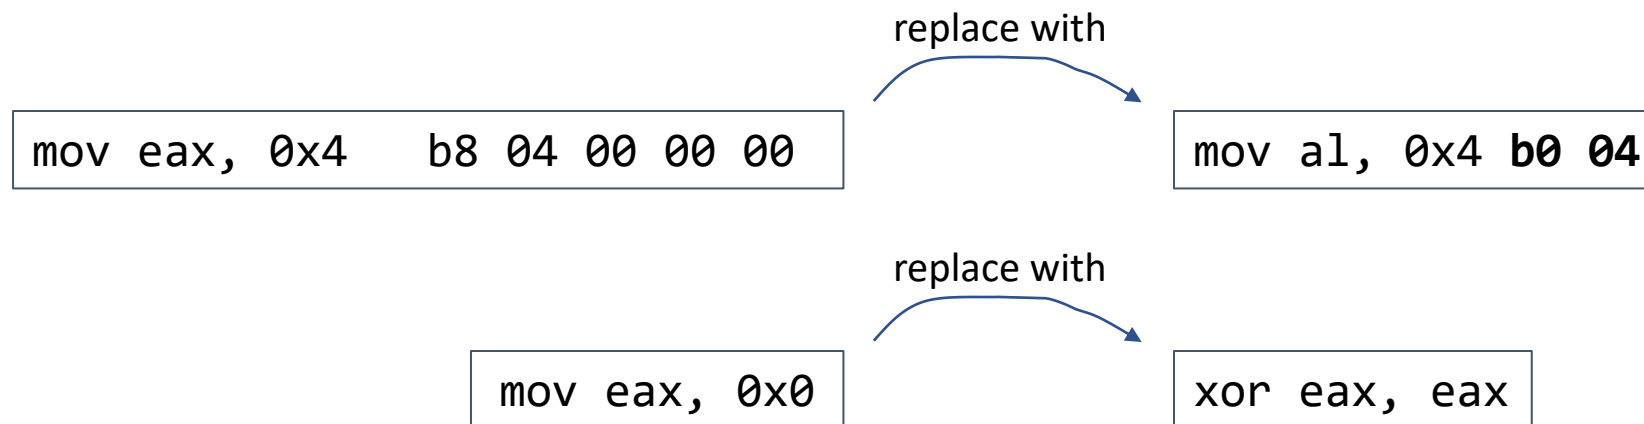 replace with
mov eax, 0x4 b8 04 00 00 00
mov al, 0x4 b0 04
replace with
mov eax, 0x0
xor eax, eax